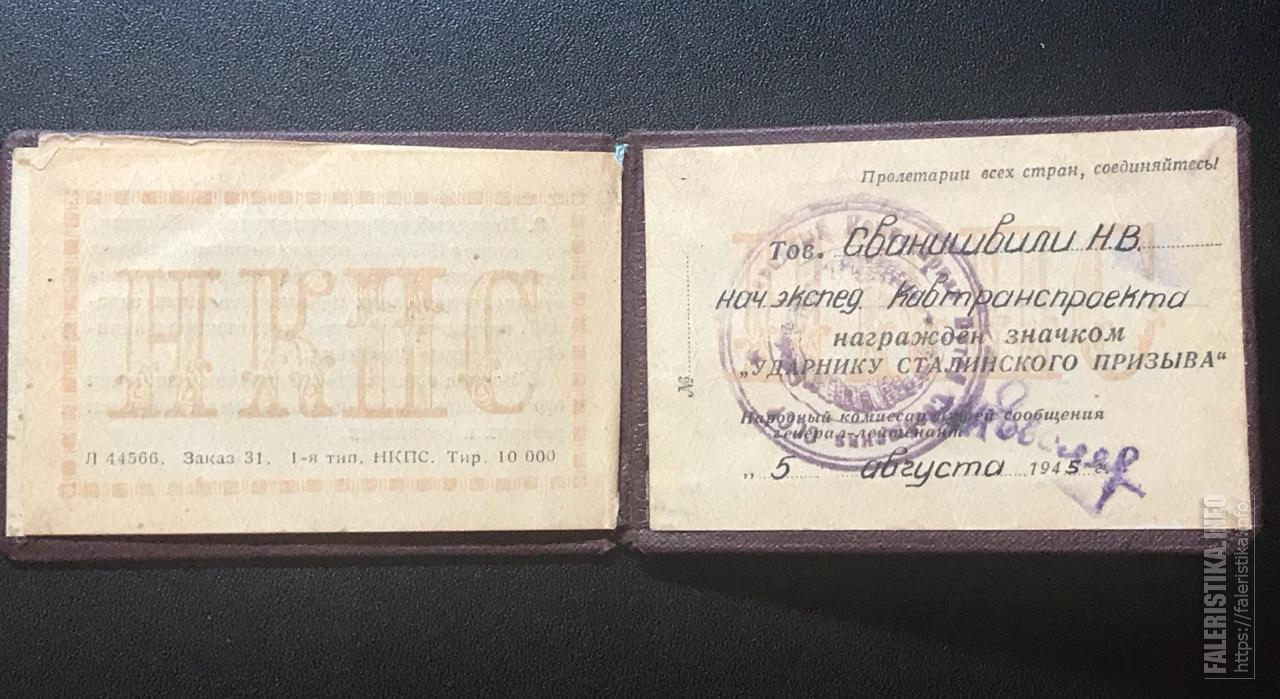 НКПС
Л 44566. Заказ 31. 1-я тип. НКПС. Тир. 10 000
Пролетарии всех стран, соединяйтесь!
Тов. Сванишвили Н.В.
нач. экспед. Кавтранспроекта
награжден значком
„УДАРНИКУ СТАЛИНСКОГО ПРИЗЫВА“
№
Народный комиссар путей сообщения
генерал-лейтенант
„ 5 августа 1945 г.
FALERISTIKA.INFO
https://faleristika.info/